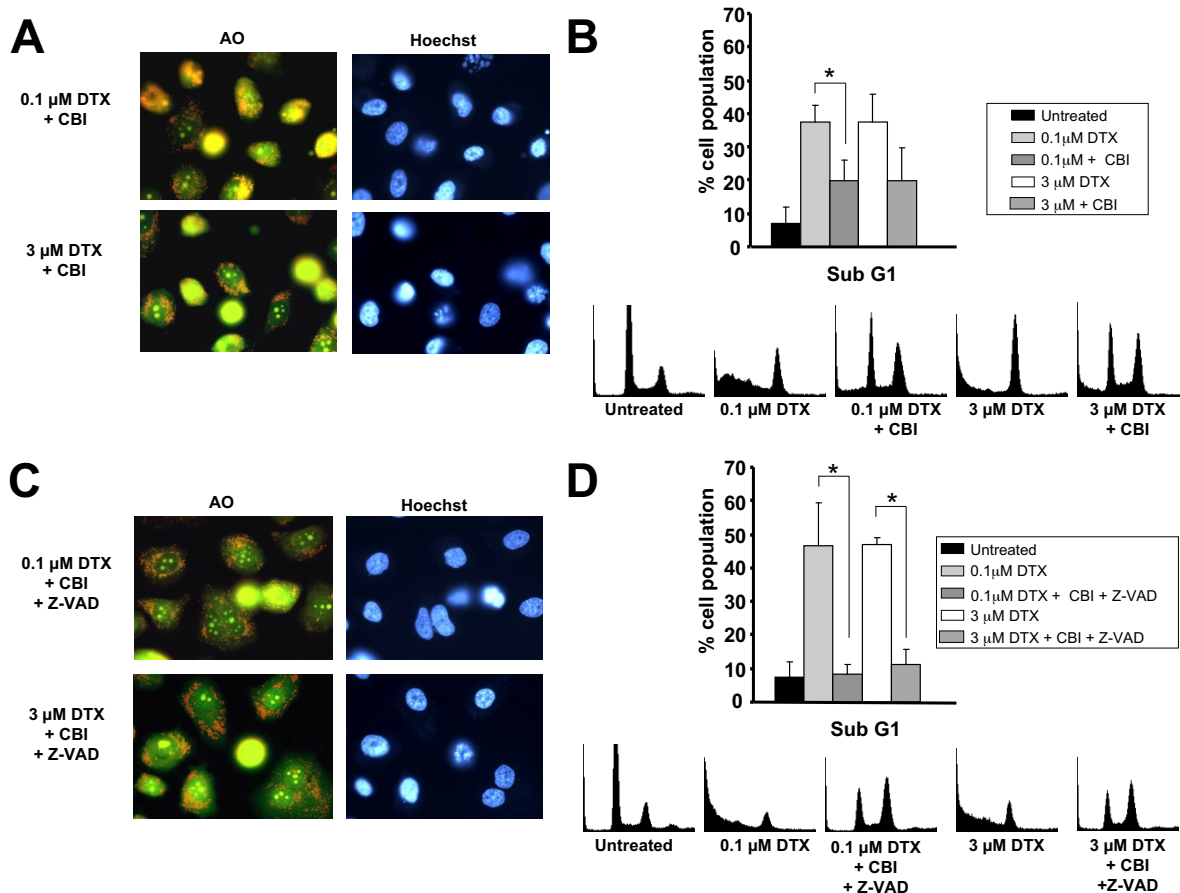 A
AO
Hoechst
0.1 µM DTX
+ CBI
3 µM DTX
+ CBI
B
% cell population
70
60
50
40
30
20
10
0
*
Sub G1
Untreated
0.1µM DTX
0.1µM + CBI
3 µM DTX
3 µM + CBI
Untreated
0.1 µM DTX
0.1 µM DTX
+ CBI
3 µM DTX
3 µM DTX
+ CBI
C
AO
Hoechst
0.1 µM DTX
+ CBI
+ Z-VAD
3 µM DTX
+ CBI
+ Z-VAD
D
% cell population
70
60
50
40
30
20
10
0
*
*
Sub G1
Untreated
0.1µM DTX
0.1µM DTX + CBI + Z-VAD
3 µM DTX
3 µM DTX + CBI + Z-VAD
Untreated
0.1 µM DTX
0.1 µM DTX
+ CBI
+ Z-VAD
3 µM DTX
3 µM DTX
+ CBI
+Z-VAD